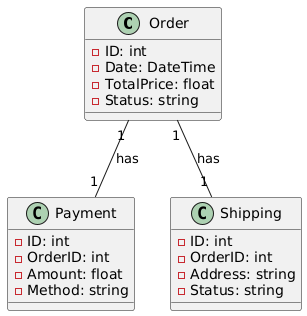 C Order
ID: int
Date: DateTime
TotalPrice: float
Status: string
1
1
has
has
1
1
C Payment
ID: int
OrderID: int
Amount: float
Method: string
C Shipping
ID: int
OrderID: int
Address: string
Status: string